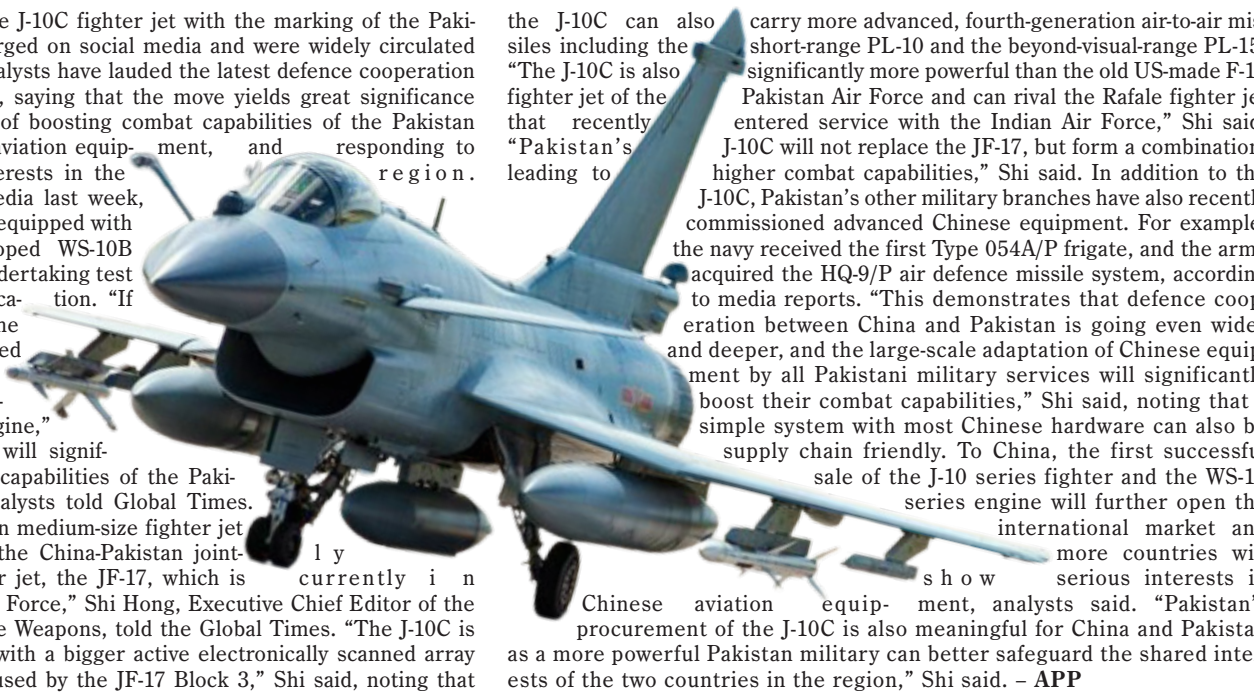 e J-10C fighter jet with the marking of the Paki-
rged on social media and were widely circulated
alysts have lauded the latest defence cooperation
, saying that the move yields great significance
of boosting combat capabilities of the Pakistan
viation equip- ment, and responding to
erests in the region.
edia last week,
equipped with
oped WS-10B
dertaking test
ca- tion. “If
he
ed
-
gine,”
will signif-
capabilities of the Paki-
alysts told Global Times.
n medium-size fighter jet
the China-Pakistan joint- ly
r jet, the JF-17, which is currently in
Force,” Shi Hong, Executive Chief Editor of the
e Weapons, told the Global Times. “The J-10C is
with a bigger active electronically scanned array
used by the JF-17 Block 3,” Shi said, noting that
the J-10C can also carry more advanced, fourth-generation air-to-air mis
siles including the short-range PL-10 and the beyond-visual-range PL-15
“The J-10C is also significantly more powerful than the old US-made F-1
fighter jet of the Pakistan Air Force and can rival the Rafale fighter je
that recently entered service with the Indian Air Force,” Shi said
“Pakistan's J-10C will not replace the JF-17, but form a combination
leading to higher combat capabilities,” Shi said. In addition to th
J-10C, Pakistan's other military branches have also recentl
commissioned advanced Chinese equipment. For example
the navy received the first Type 054A/P frigate, and the arm
acquired the HQ-9/P air defence missile system, accordin
to media reports. “This demonstrates that defence coop
eration between China and Pakistan is going even wide
and deeper, and the large-scale adaptation of Chinese equip
ment by all Pakistani military services will significantl
boost their combat capabilities,” Shi said, noting that
simple system with most Chinese hardware can also b
supply chain friendly. To China, the first successfu
sale of the J-10 series fighter and the WS-1
series engine will further open th
international market an
more countries wi
show serious interests i
Chinese aviation equip- ment, analysts said. “Pakistan'
procurement of the J-10C is also meaningful for China and Pakista
as a more powerful Pakistan military can better safeguard the shared inte
ests of the two countries in the region,” Shi said. – APP